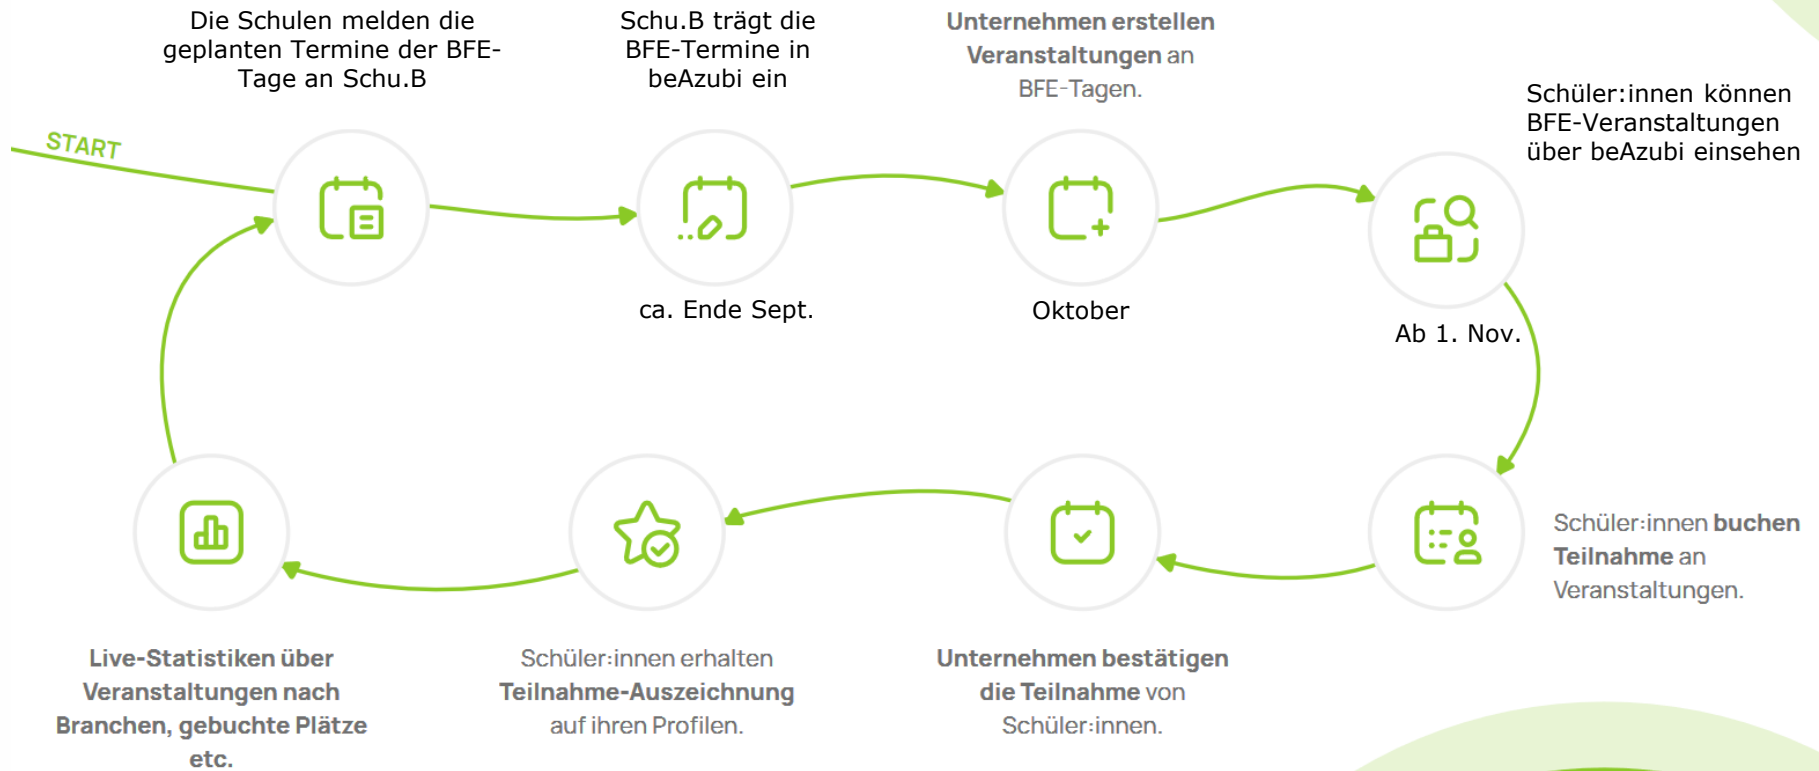 Die Schulen melden die
geplanten Termine der BFE-
Tage an Schu.B
Schu.B trägt die
BFE-Termine in
beAzubi ein
Unternehmen erstellen
Veranstaltungen an
BFE-Tagen.
Schüler:innen können
BFE-Veranstaltungen
über beAzubi einsehen
START
ca. Ende Sept.
Oktober
Ab 1. Nov.
Schüler:innen buchen
Teilnahme an
Veranstaltungen.
Unternehmen bestätigen
die Teilnahme von
Schüler:innen.
Schüler:innen erhalten
Teilnahme-Auszeichnung
auf ihren Profilen.
Live-Statistiken über
Veranstaltungen nach
Branchen, gebuchte Plätze
etc.